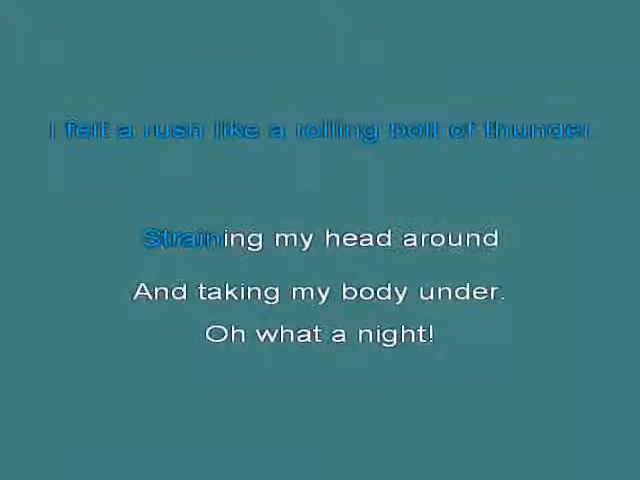 I felt a rush like a rolling bolt of thunder
Straining my head around
And taking my body under.
Oh what a night!